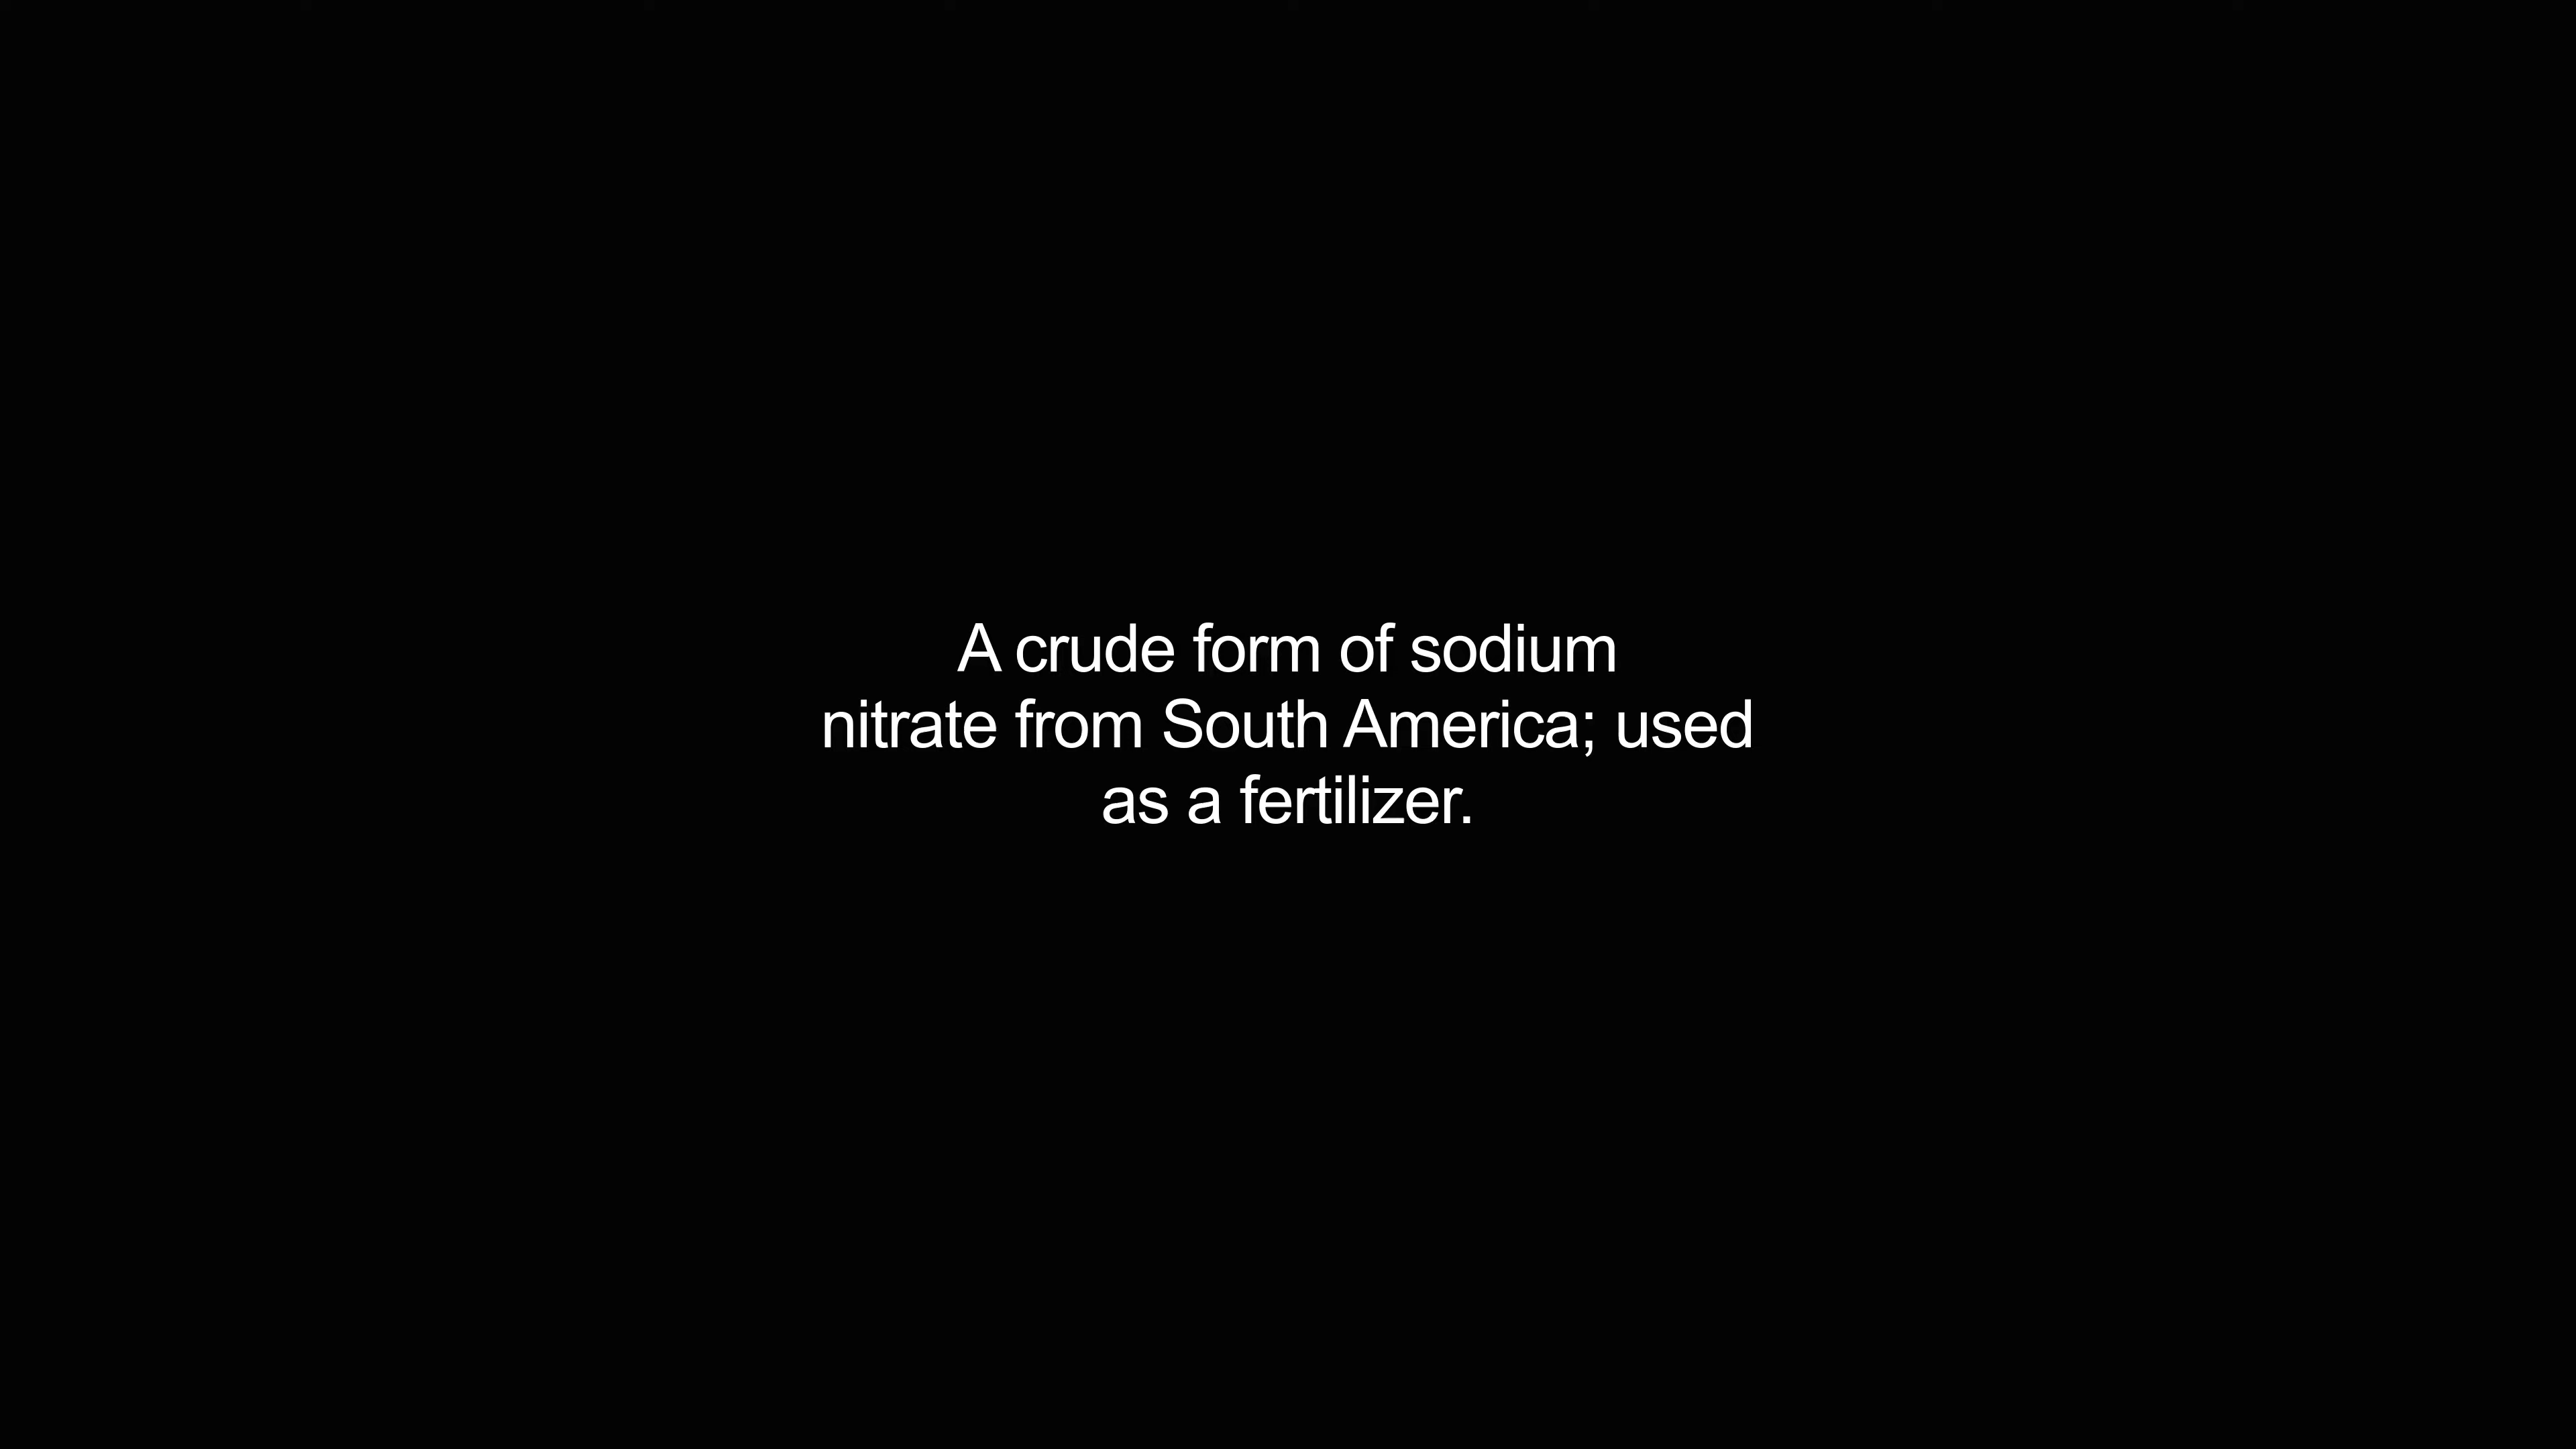 A crude form of sodium
nitrate from South America; used
as a fertilizer.